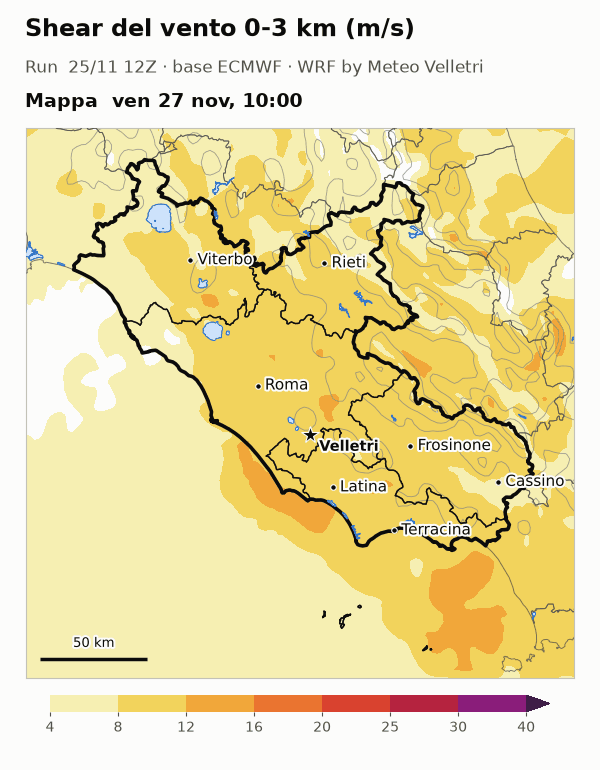 Shear del vento 0-3 km (m/s)
Run  25/11 12Z · base ECMWF · WRF by Meteo Velletri
Mappa  ven 27 nov, 10:00
Viterbo
Rieti
Roma
Velletri
Frosinone
Cassino
Latina
Terracina
50 km
4 8 12 16 20 25 30 40